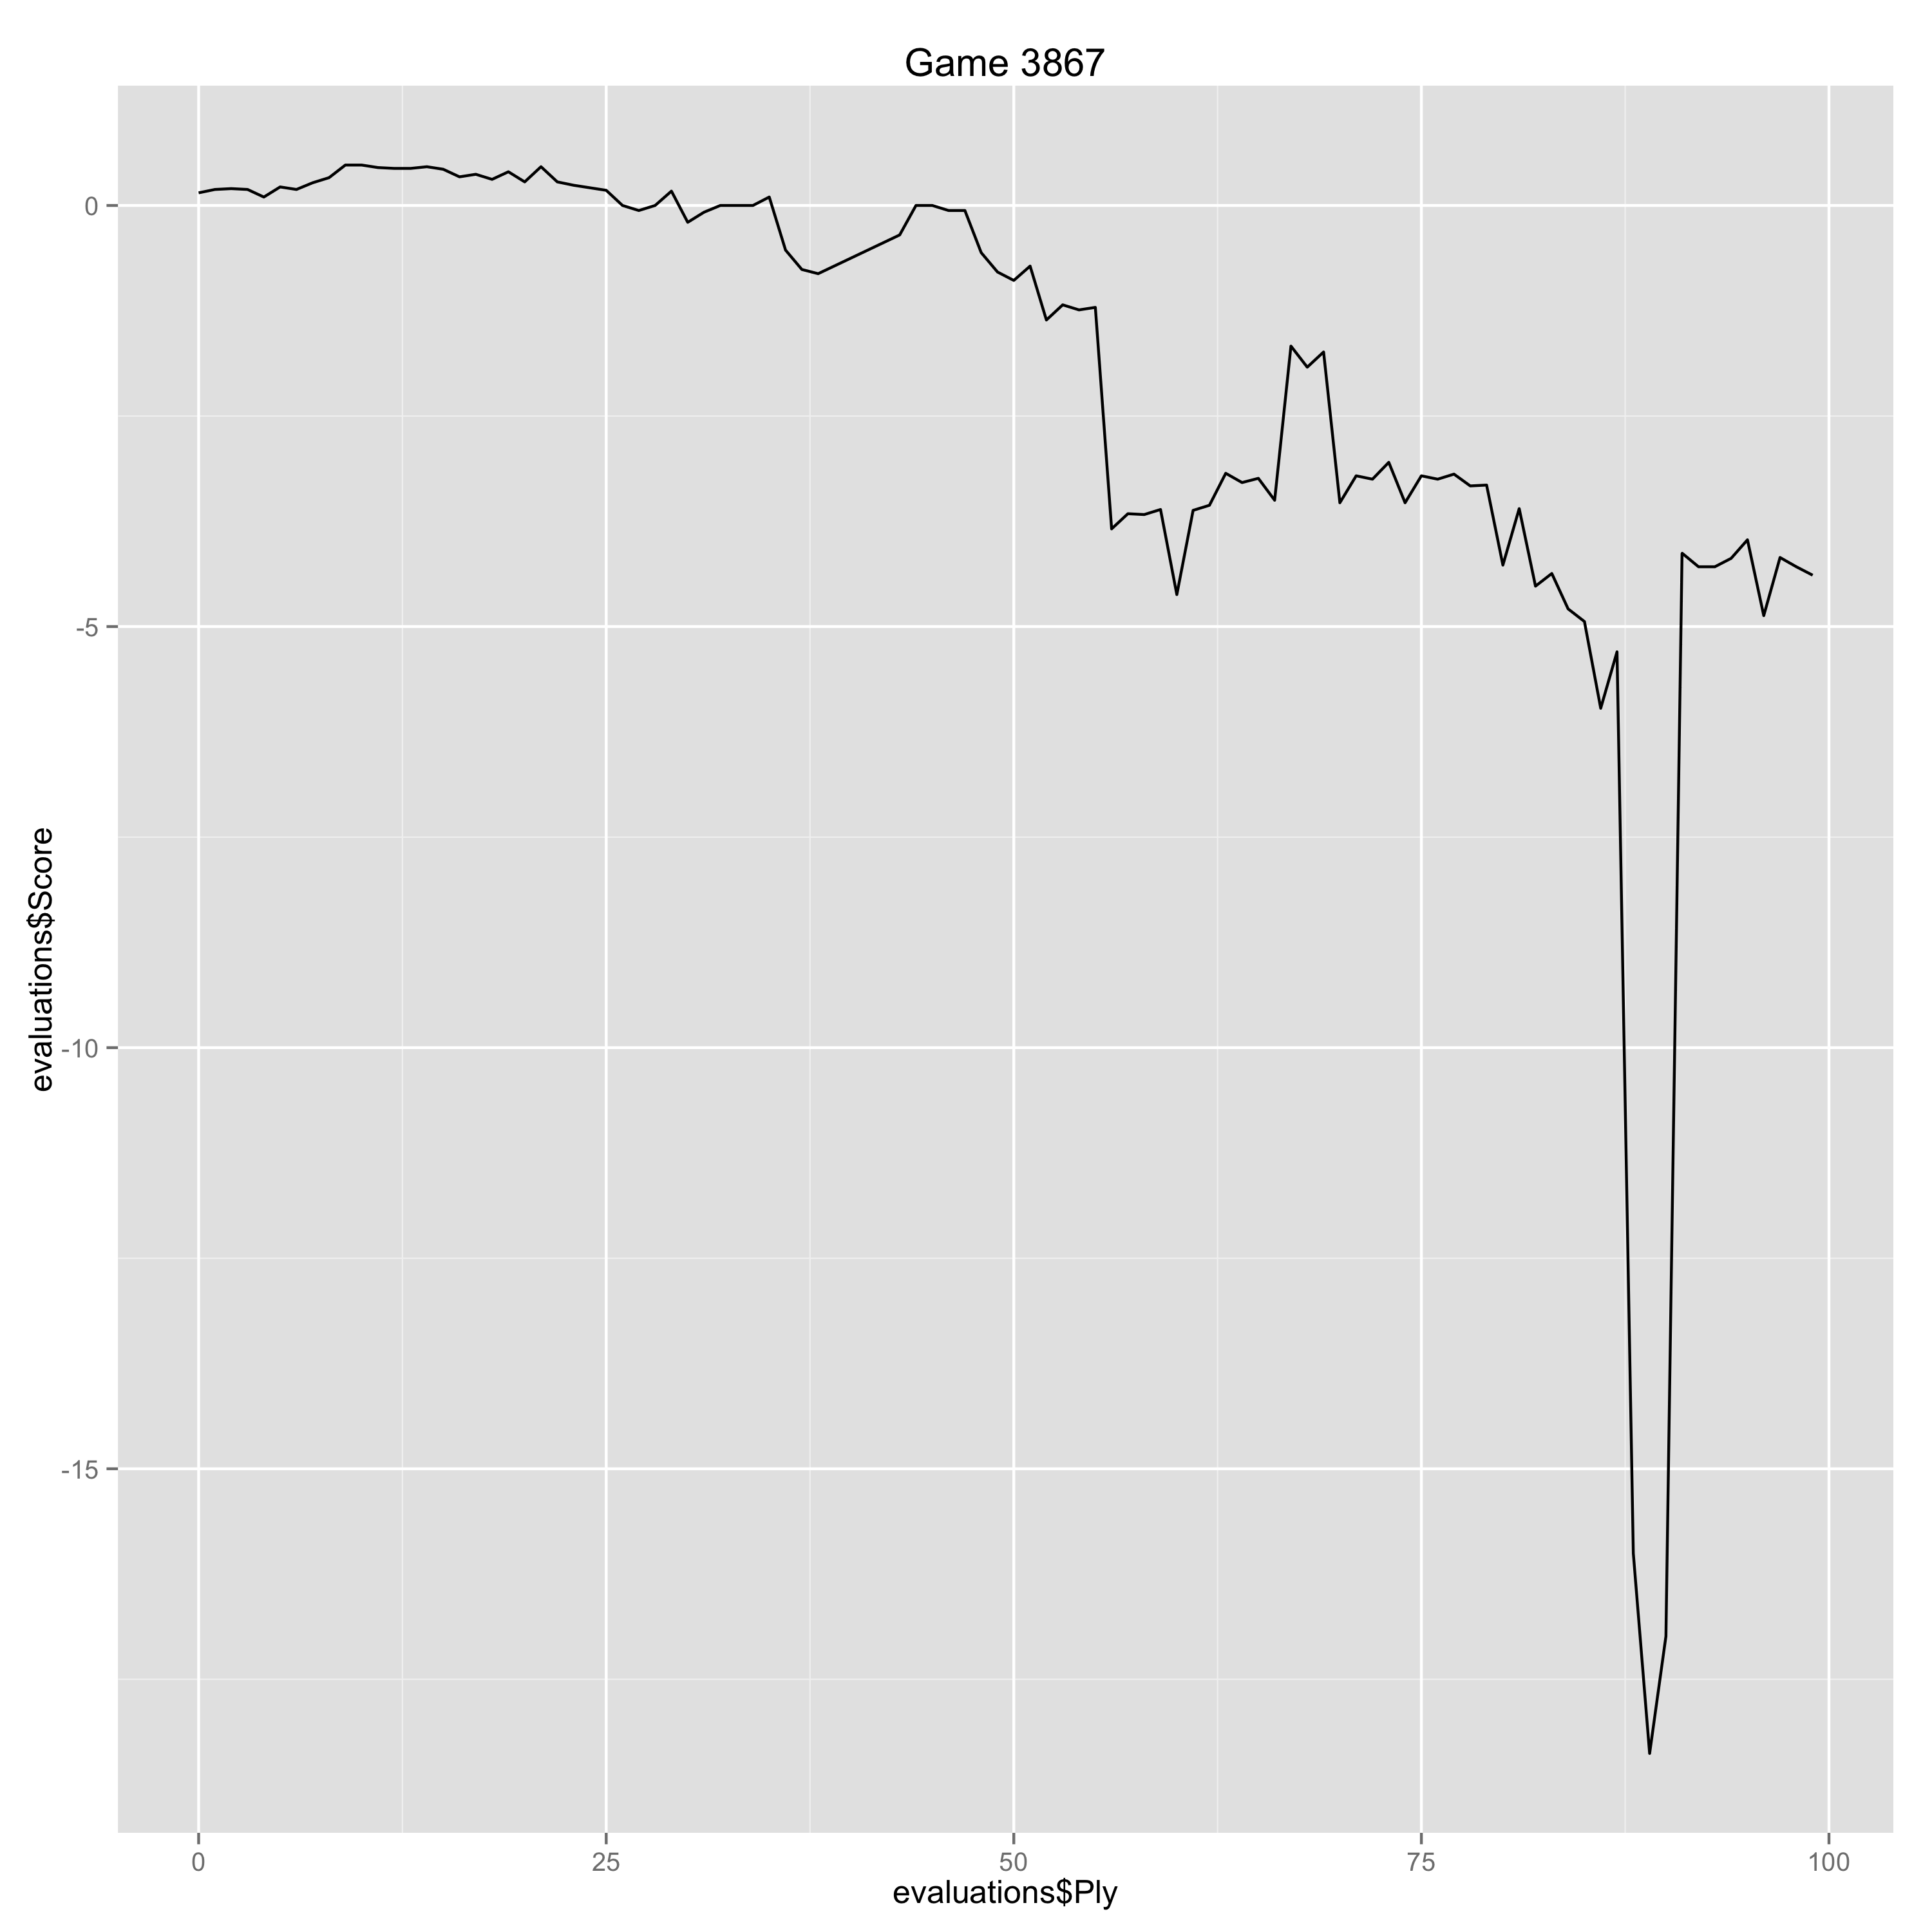 Game 3867
0
-5
-10
-15
evaluations$Score
0 25 50 75 100
evaluations$Ply